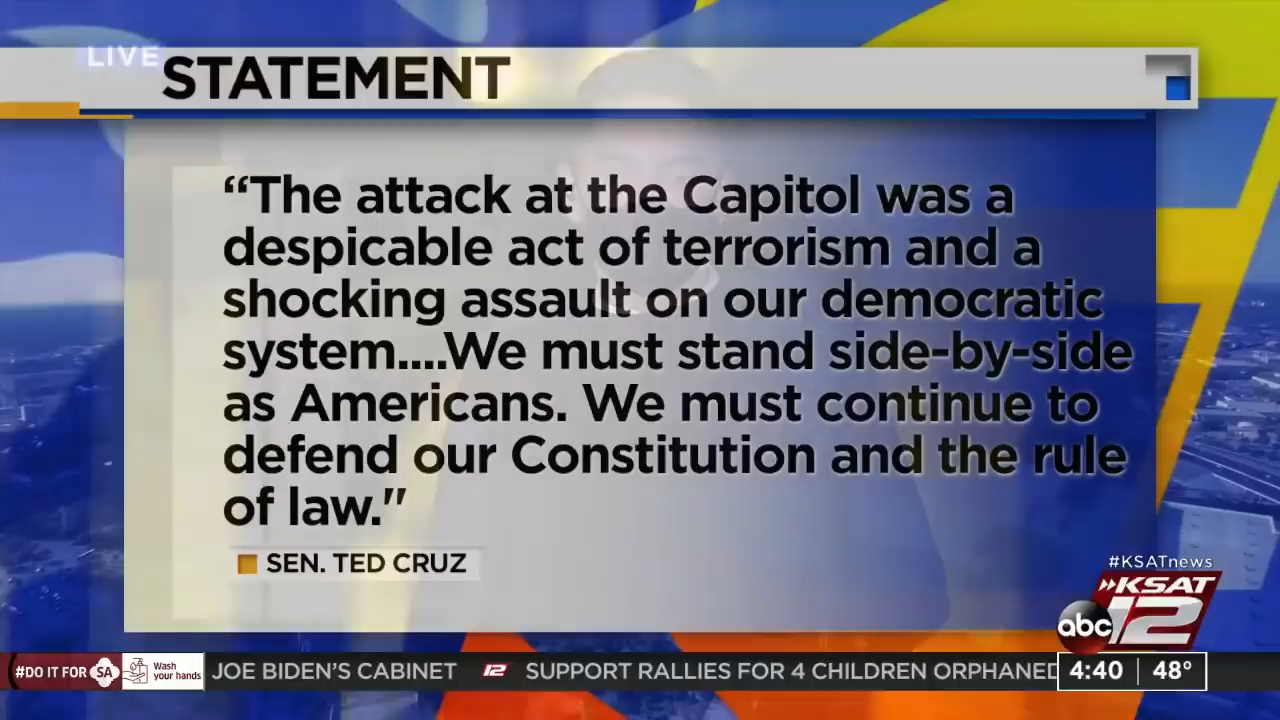 LIVE
STATEMENT
“The attack at the Capitol was a
despicable act of terrorism and a
shocking assault on our democratic
system....We must stand side-by-side
as Americans. We must continue to
defend our Constitution and the rule
of law."
SEN. TED CRUZ
#KSATnews
KSAT
abc 12
#DO IT FOR SA
Wash
your hands
JOE BIDEN'S CABINET 12 SUPPORT RALLIES FOR 4 CHILDREN ORPHANED
4:40 48°